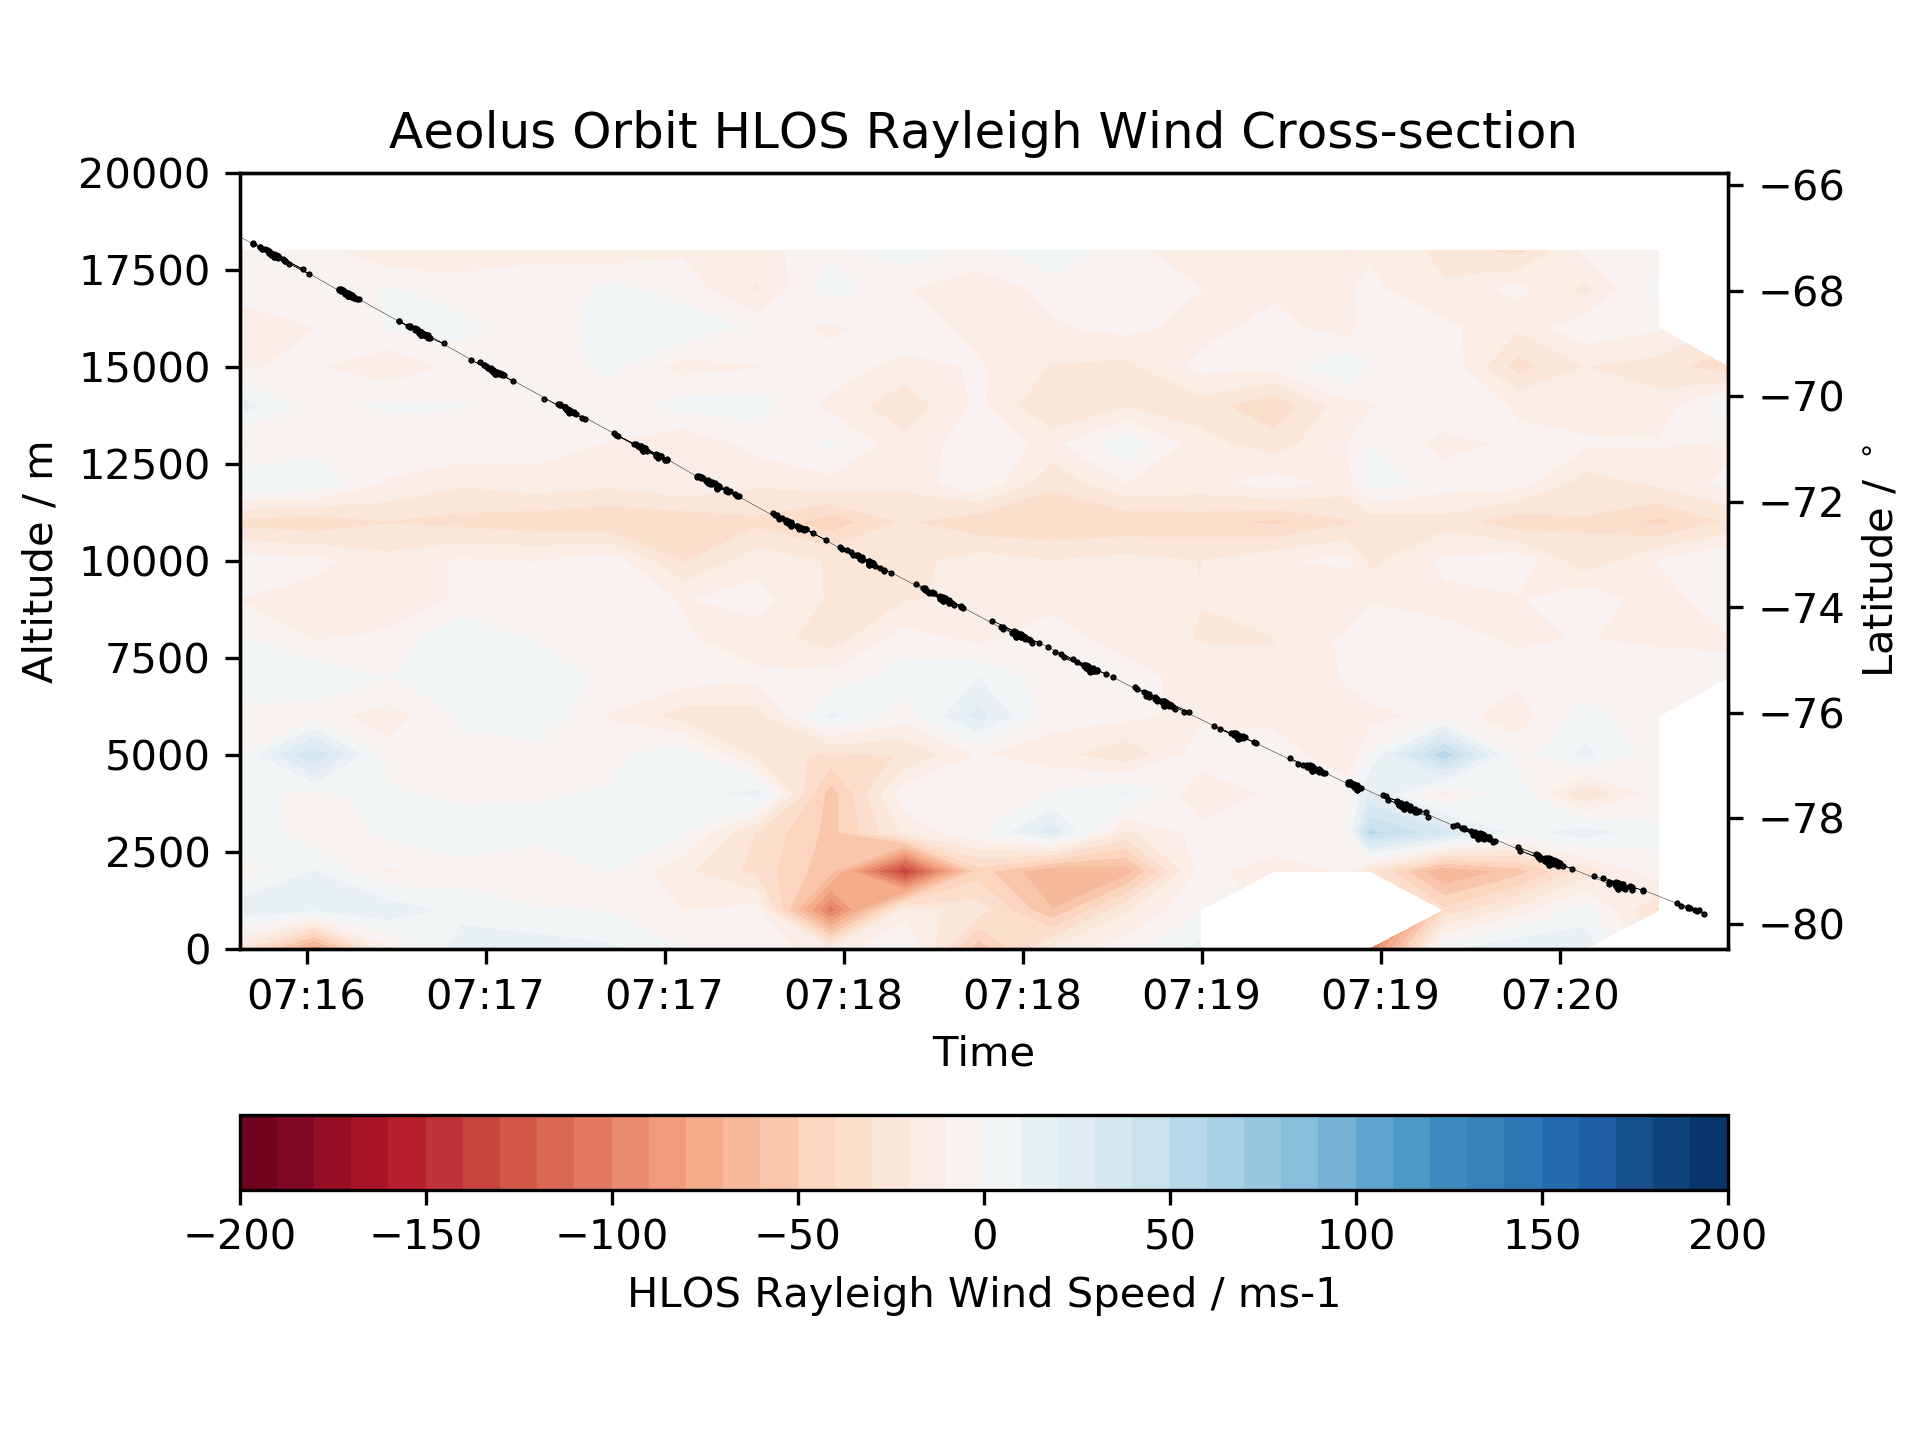 Aeolus Orbit HLOS Rayleigh Wind Cross-section
20000
17500
15000
12500
10000
7500
5000
2500
0
Altitude / m
−66
−68
−70
−72
−74
−76
−78
−80
Latitude / °
07:16 07:17 07:17 07:18 07:18 07:19 07:19 07:20
Time
−200 −150 −100 −50 0 50 100 150 200
HLOS Rayleigh Wind Speed / ms-1